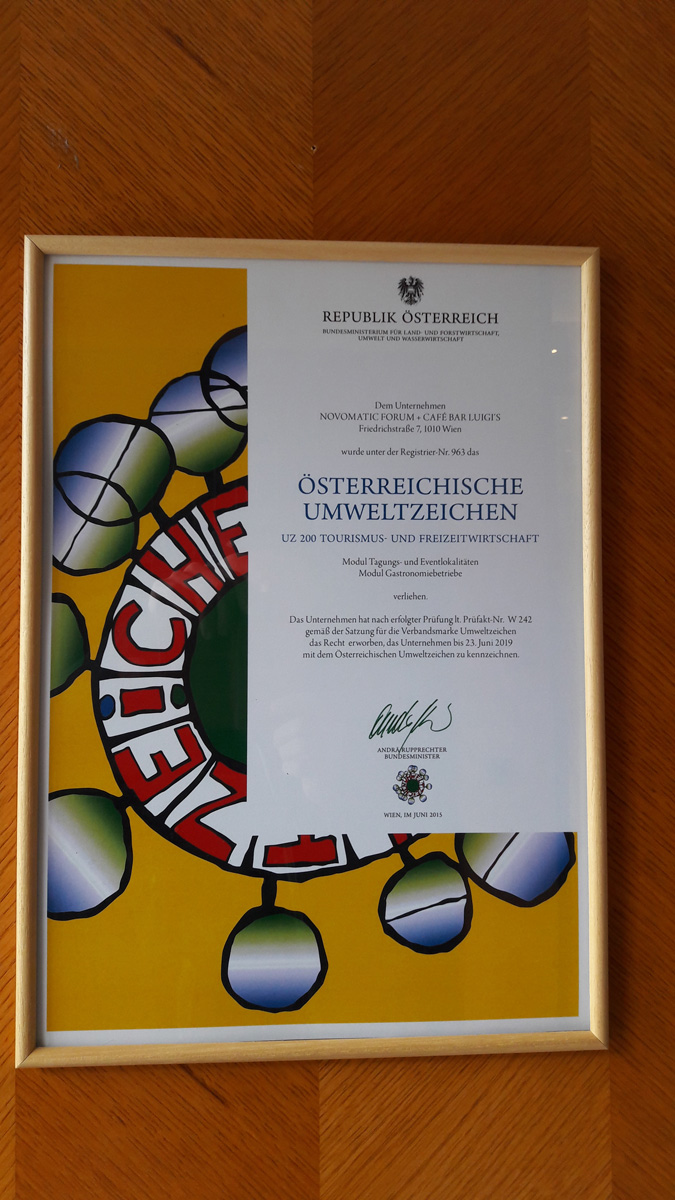 REPUBLIK ÖSTERREICH
BUNDESMINISTERIUM FÜR LAND- UND FORSTWIRTSCHAFT,
UMWELT UND WASSERWIRTSCHAFT
Dem Unternehmen
NOVOMATIC FORUM + CAFÉ BAR LUIGI'S
Friedrichstraße 7, 1010 Wien
wurde unter der Registrier-Nr. 963 das
ÖSTERREICHISCHE
UMWELTZEICHEN
UZ 200 TOURISMUS- UND FREIZEITWIRTSCHAFT
Modul Tagungs- und Eventlokalitäten
Modul Gastronomiebetriebe
verliehen.
Das Unternehmen hat nach erfolgter Prüfung lt. Prüfakt-Nr. W 242
gemäß der Satzung für die Verbandsmarke Umweltzeichen
das Recht erworben, das Unternehmen bis 23. Juni 2019
mit dem Österreichischen Umweltzeichen zu kennzeichnen.
ANDRÄ RUPPRECHTER
BUNDESMINISTER
WIEN, IM JUNI 2015
ZEICHE